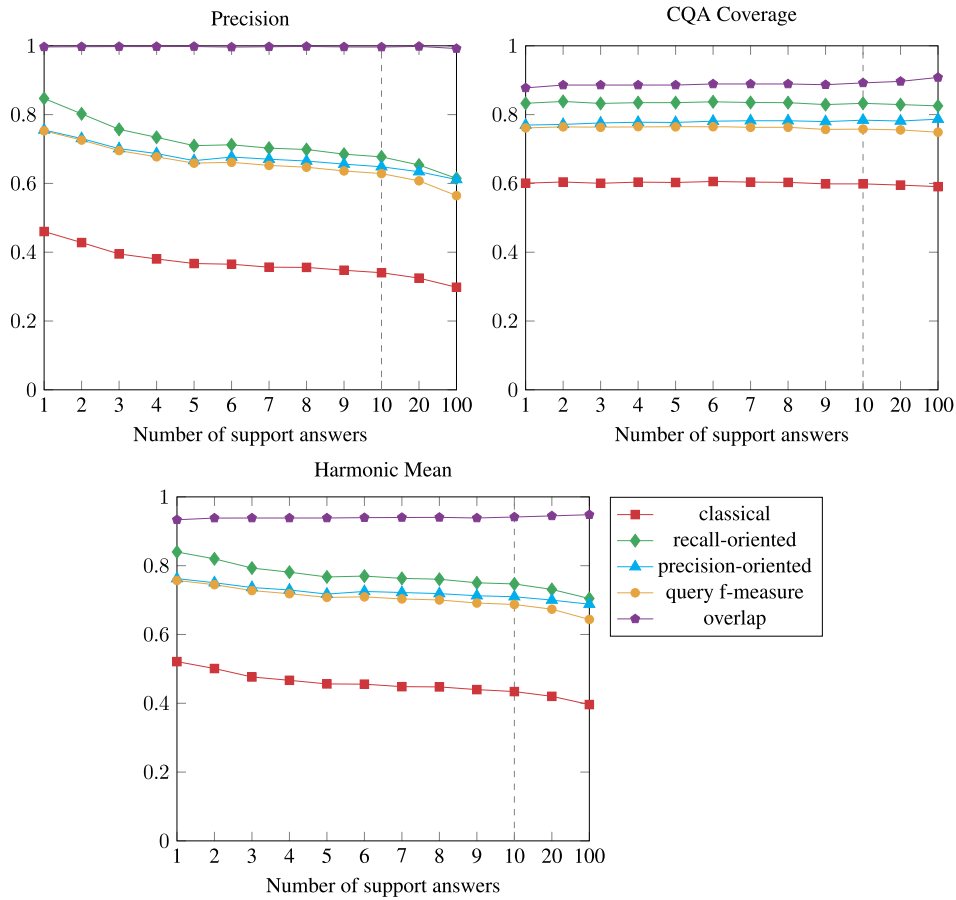 Precision
1
0.8
0.6
0.4
0.2
0
1 2 3 4 5 6 7 8 9 10 20 100
Number of support answers
CQA Coverage
1
0.8
0.6
0.4
0.2
0
1 2 3 4 5 6 7 8 9 10 20 100
Number of support answers
Harmonic Mean
1
0.8
0.6
0.4
0.2
0
1 2 3 4 5 6 7 8 9 10 20 100
Number of support answers
classical
recall-oriented
precision-oriented
query f-measure
overlap